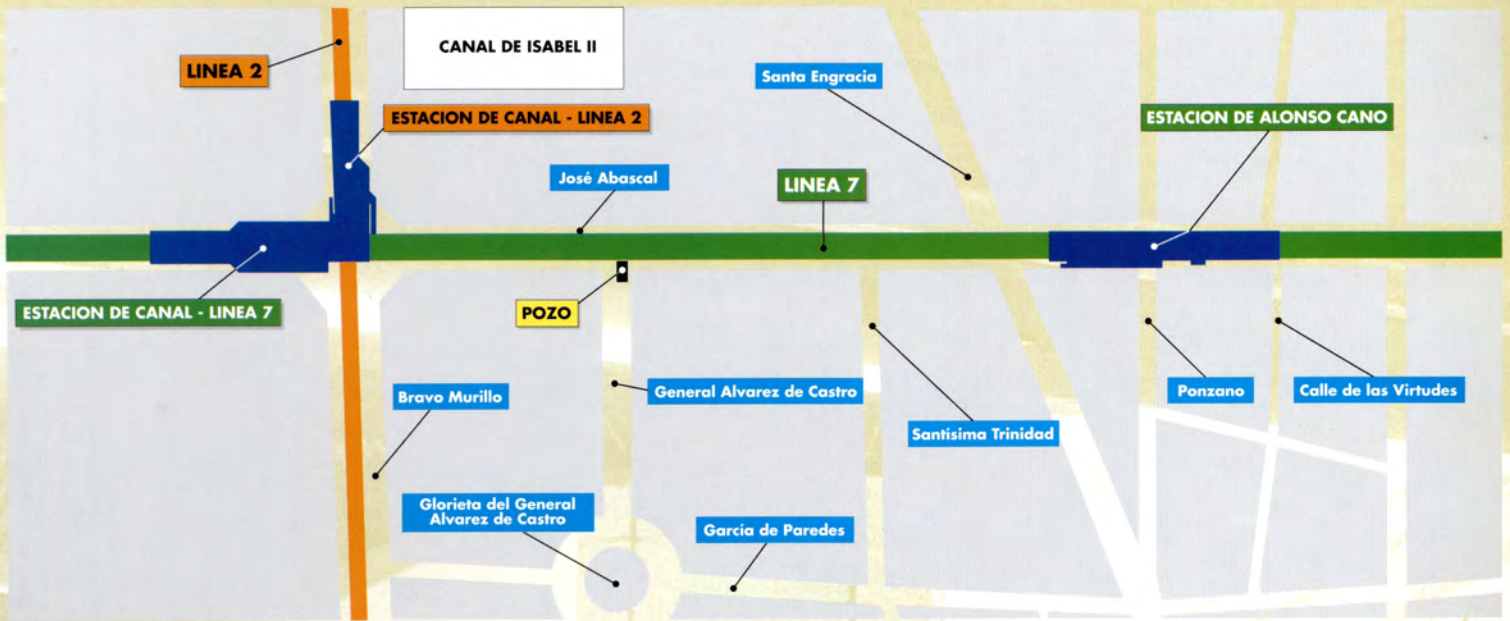 CANAL DE ISABEL II
LINEA 2
Santa Engracia
ESTACION DE CANAL - LINEA 2
ESTACION DE ALONSO CANO
José Abascal
LINEA 7
ESTACION DE CANAL - LINEA 7
POZO
Bravo Murillo
General Alvarez de Castro
Ponzano
Calle de las Virtudes
Santísima Trinidad
Glorieta del General
Alvarez de Castro
García de Paredes